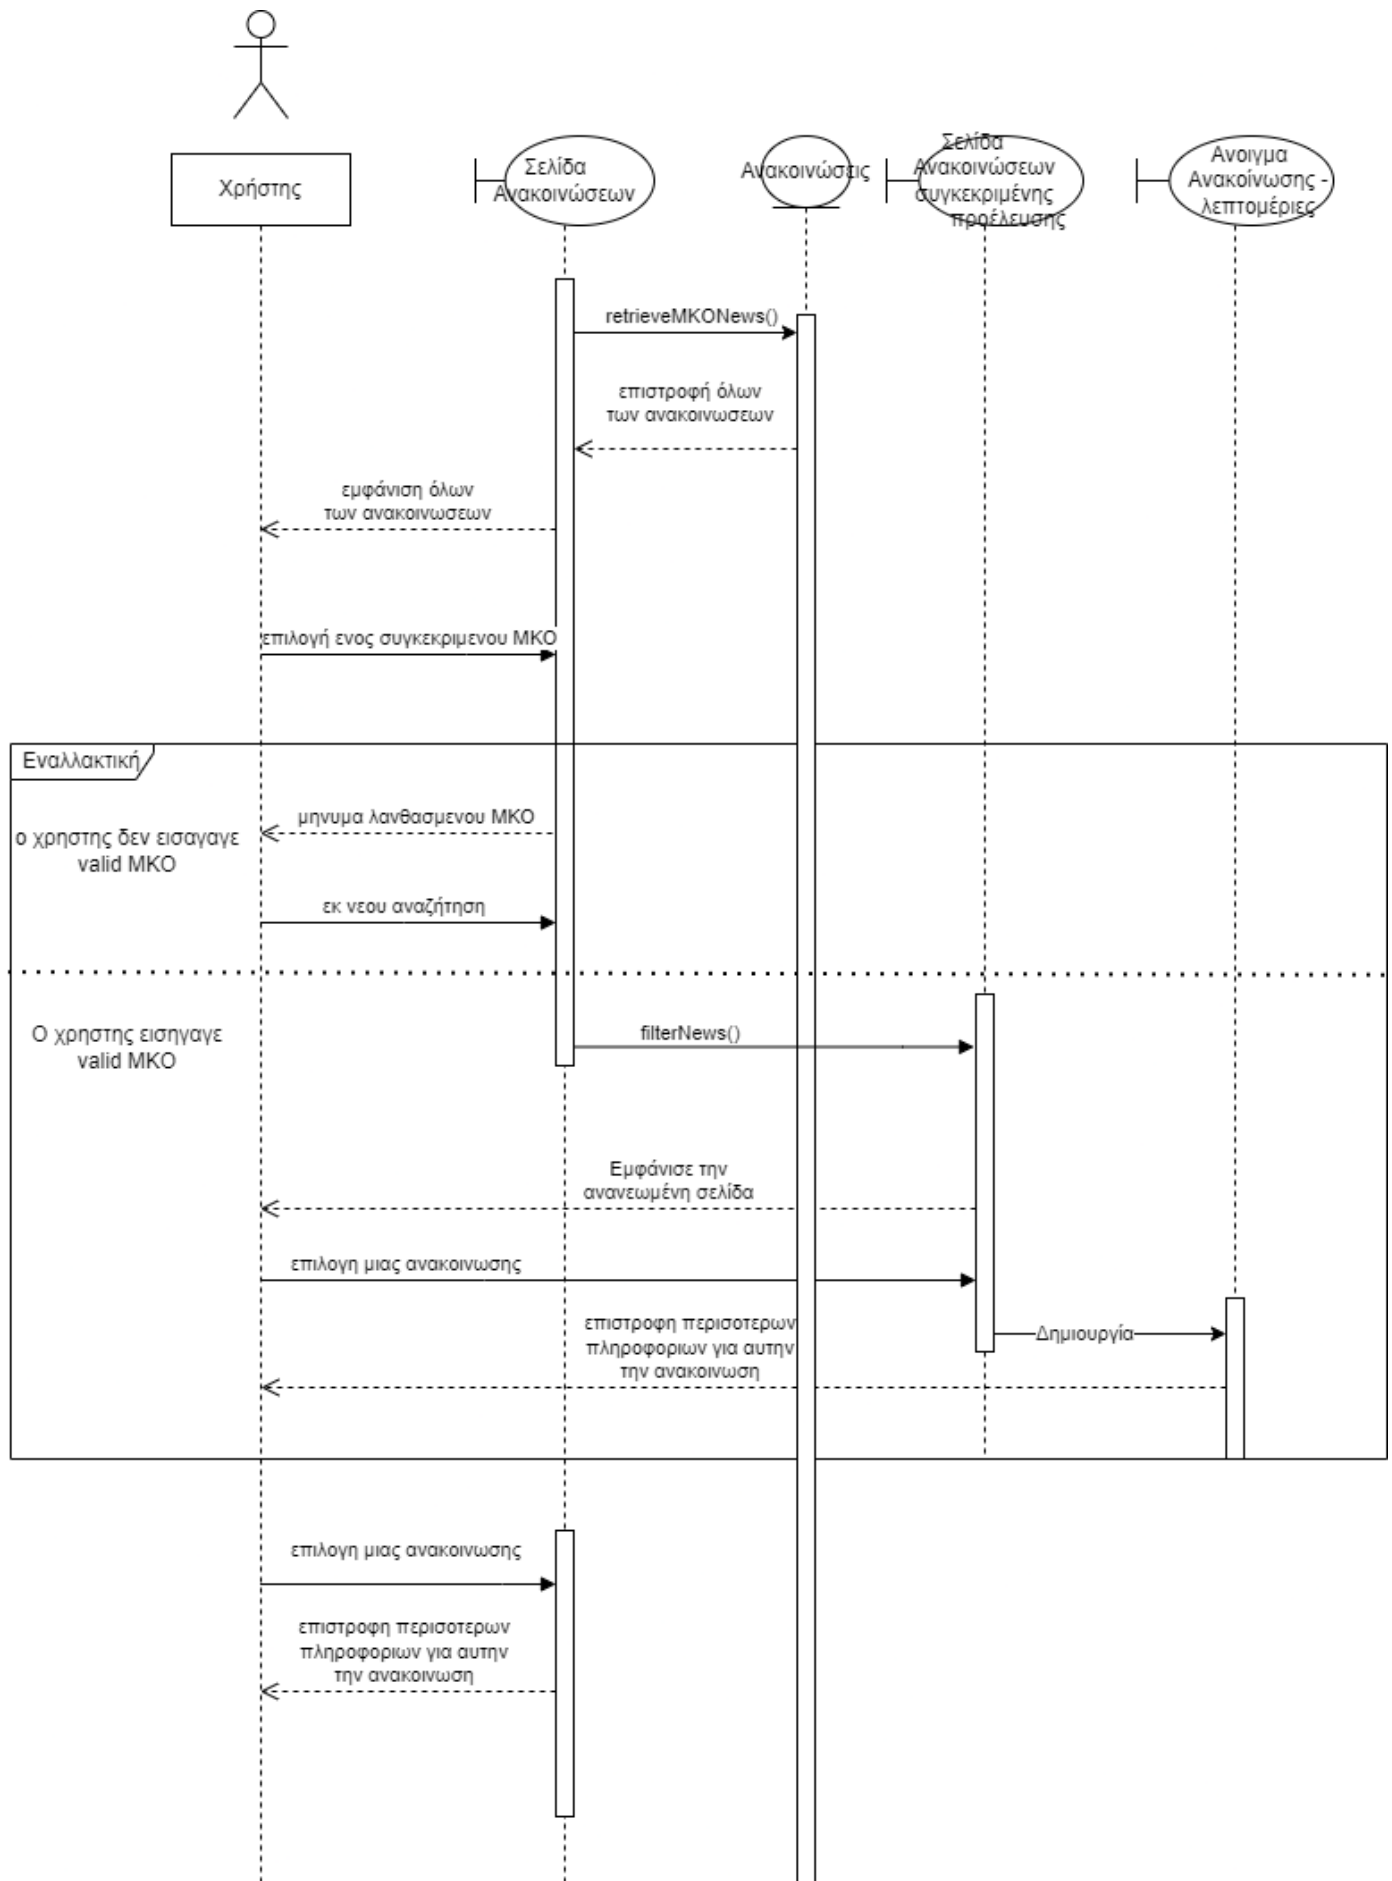 Χρήστης
Σελίδα
Ανακοινώσεων
Ανακοινώσεις
Σελίδα
Ανακοινώσεων
συγκεκριμένης
προέλευσης
Ανοιγμα
Ανακοίνωσης -
λεπτομέριες
retrieveMKONews()
επιστροφή όλων
των ανακοινωσεων
εμφάνιση όλων
των ανακοινωσεων
επιλογή ενος συγκεκριμενου ΜΚΟ
Εναλλακτική
μηνυμα λανθασμενου ΜΚΟ
ο χρηστης δεν εισαγαγε
valid MKO
εκ νεου αναζήτηση
Ο χρηστης εισηγαγε
valid MKO
filterNews()
Εμφάνισε την
ανανεωμένη σελίδα
επιλογη μιας ανακοινωσης
επιστροφη περισοτερων
πληροφοριων για αυτην
την ανακοινωση
Δημιουργία
επιλογη μιας ανακοινωσης
επιστροφη περισοτερων
πληροφοριων για αυτην
την ανακοινωση